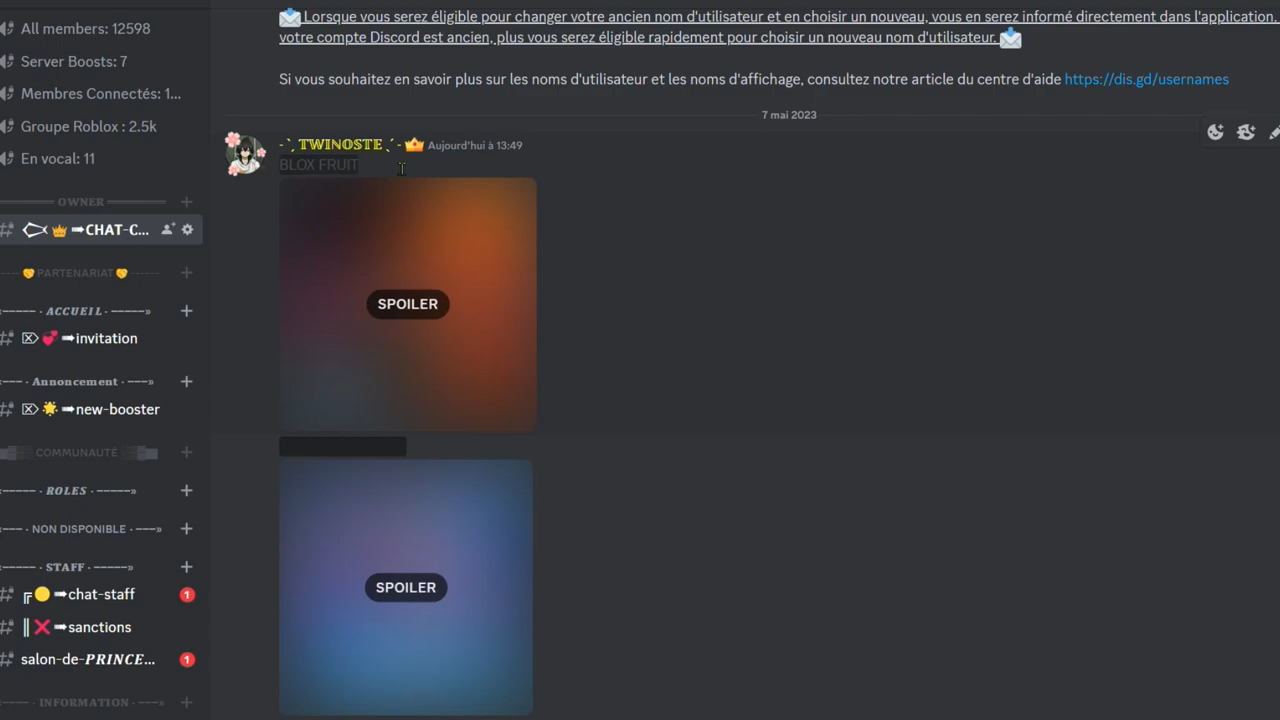 All members: 12598
Server Boosts: 7
Membres Connectés: 1...
Groupe Roblox : 2.5k
En vocal: 11
OWNER
👑 ➡CHAT-C...
🤝 PARTENARIAT 🤝
----- · ACCUEIL · -----»
⌦ 💞 ➡invitation
--- · Annoncement · ---»
⌦ 🌟 ➡new-booster
COMMUNAUTÉ
----- · ROLES · -----»
--- · NON DISPONIBLE · ---»
----- · STAFF · -----»
╔🟡 ➡chat-staff 1
║❌ ➡sanctions
salon-de-PRINCE... 1
INFORMATION
📩 Lorsque vous serez éligible pour changer votre ancien nom d'utilisateur et en choisir un nouveau, vous en serez informé directement dans l'application.
votre compte Discord est ancien, plus vous serez éligible rapidement pour choisir un nouveau nom d'utilisateur. 📩
Si vous souhaitez en savoir plus sur les noms d'utilisateur et les noms d'affichage, consultez notre article du centre d'aide https://dis.gd/usernames
7 mai 2023
-ˋˏ 𝕋𝕎𝕀ℕ𝕆𝕊𝕋𝔼 ˎˊ- 👑 Aujourd'hui à 13:49
BLOX FRUIT
SPOILER
SPOILER